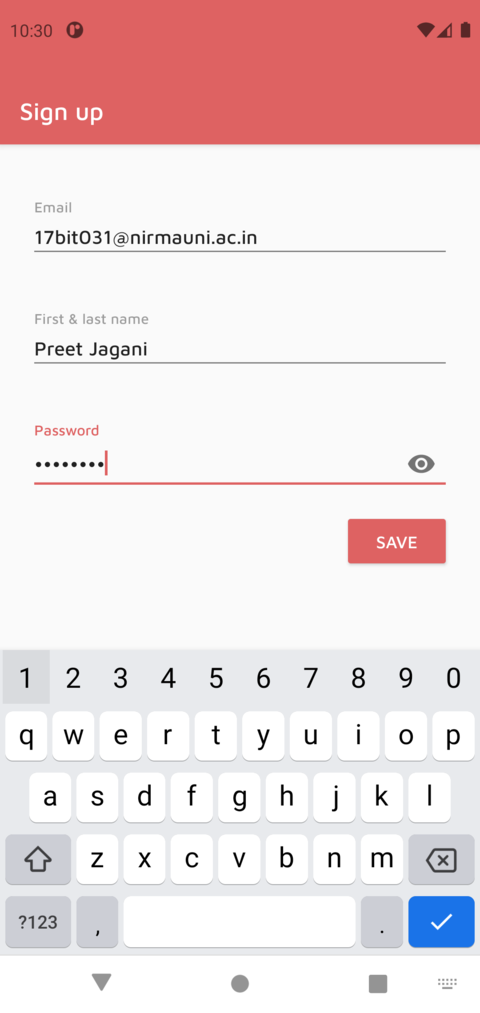 10:30
Sign up
Email
17bit031@nirmauni.ac.in
First & last name
Preet Jagani
Password
••••••••
SAVE
1 2 3 4 5 6 7 8 9 0
q w e r t y u i o p
a s d f g h j k l
z x c v b n m
?123 , .